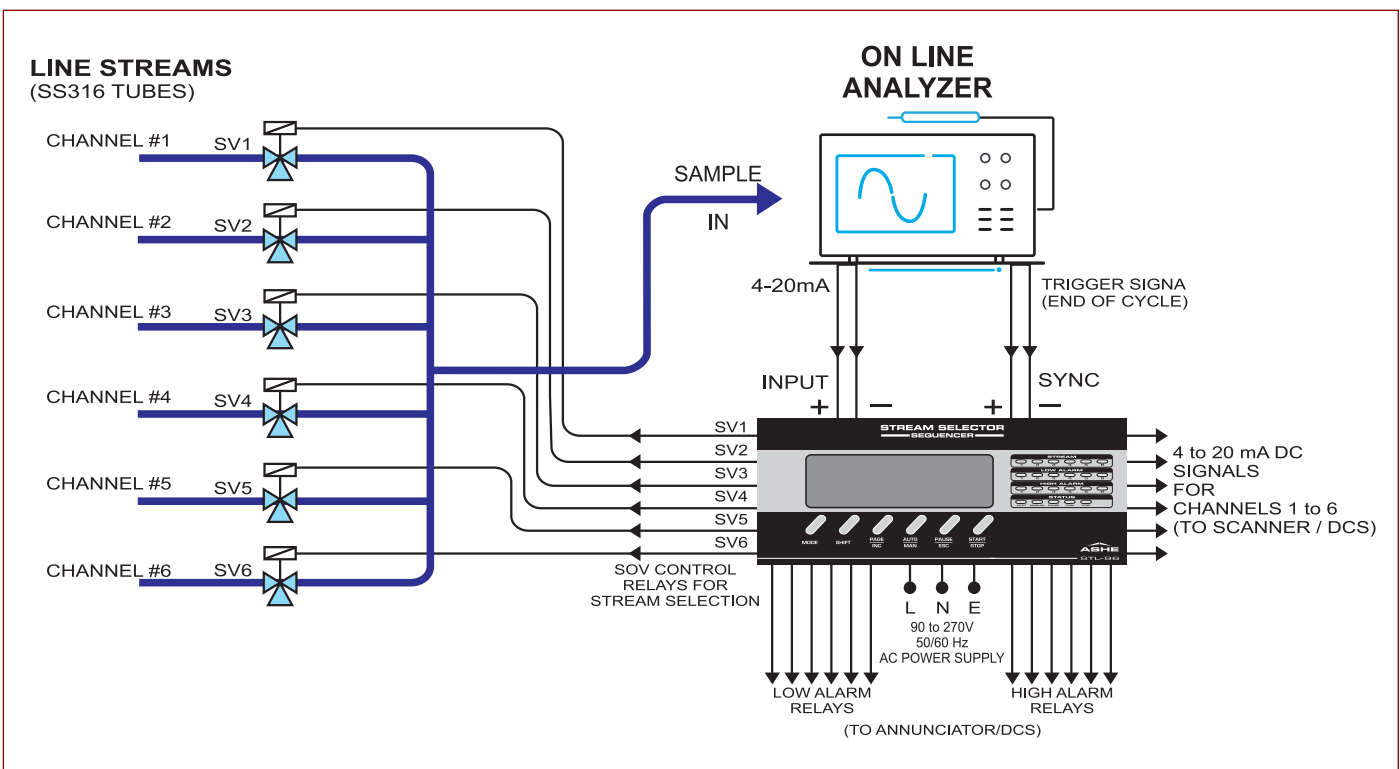 LINE STREAMS
(SS316 TUBES)
CHANNEL #1
SV1
CHANNEL #2
SV2
CHANNEL #3
SV3
CHANNEL #4
SV4
CHANNEL #5
SV5
CHANNEL #6
SV6
ON LINE
ANALYZER
SAMPLE
IN
4-20mA
TRIGGER SIGNA
(END OF CYCLE)
INPUT
SYNC
+ −
+ −
STREAM SELECTOR
SEQUENCER
SV1
SV2
SV3
SV4
SV5
SV6
STREAM
LOW ALARM
HIGH ALARM
STATUS
MODE
SHIFT
PAGE
INC
AUTO
MAN
PAUSE
ESC
START
STOP
ASHE
STL-96
4 to 20 mA DC
SIGNALS
FOR
CHANNELS 1 to 6
(TO SCANNER / DCS)
SOV CONTROL
RELAYS FOR
STREAM SELECTION
L N E
90 to 270V
50/60 Hz
AC POWER SUPPLY
LOW ALARM
RELAYS
HIGH ALARM
RELAYS
(TO ANNUNCIATOR/DCS)